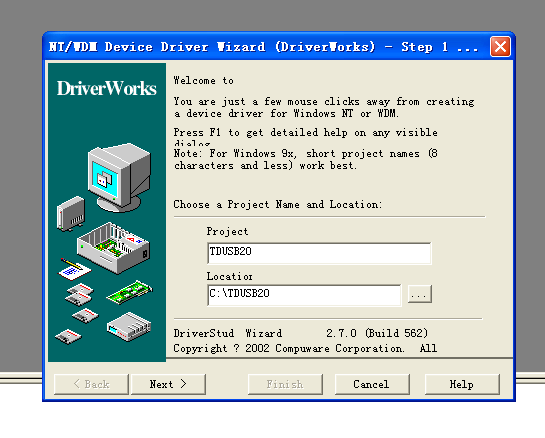 NT/WDM Device Driver Wizard (DriverWorks) - Step 1 ...
DriverWorks
Welcome to
You are just a few mouse clicks away from creating
a device driver for Windows NT or WDM.
Press F1 to get detailed help on any visible
dialog
Note: For Windows 9x, short project names (8
characters and less) work best.
Choose a Project Name and Location:
Project
TDUSB20
Location
C:\TDUSB20
...
DriverStud Wizard 2.7.0 (Build 562)
Copyright ? 2002 Compuware Corporation. All
< Back
Next >
Finish
Cancel
Help